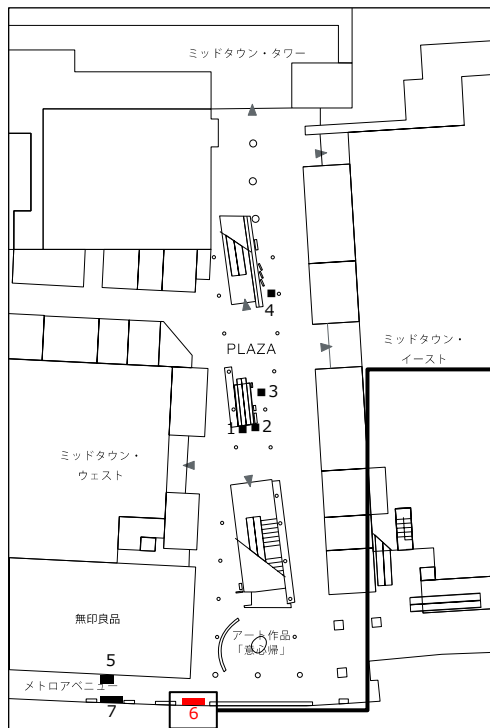 ミッドタウン・タワー
4
PLAZA
ミッドタウン・
イースト
3
1
2
ミッドタウン・
ウェスト
無印良品
アート作品
「意心帰」
5
メトロアベニュー
7
6